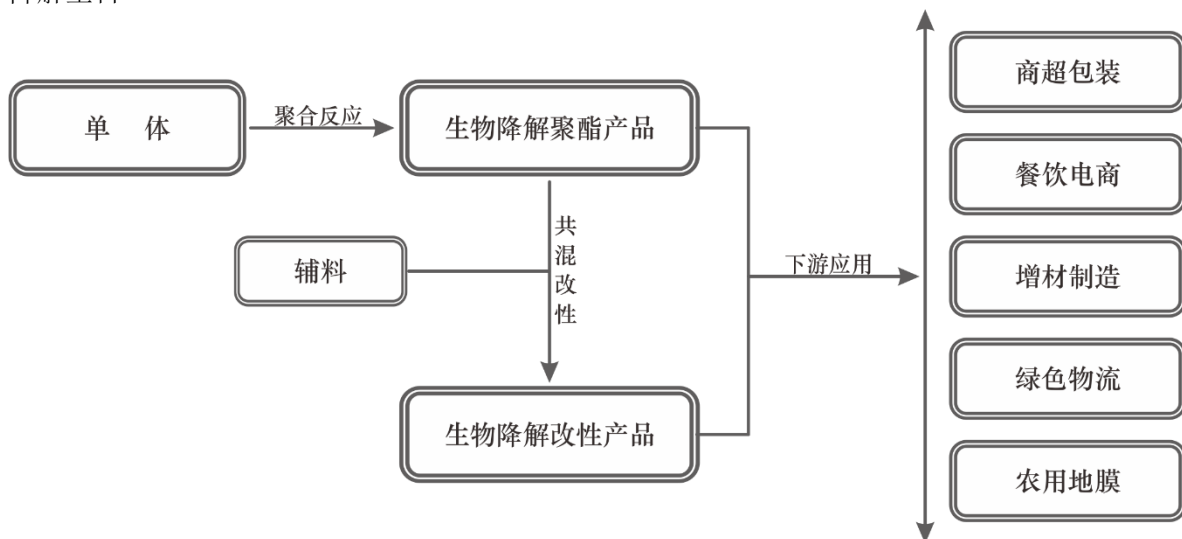 单 体
聚合反应
生物降解聚酯产品
共混改性
辅料
生物降解改性产品
下游应用
商超包装
餐饮电商
增材制造
绿色物流
农用地膜